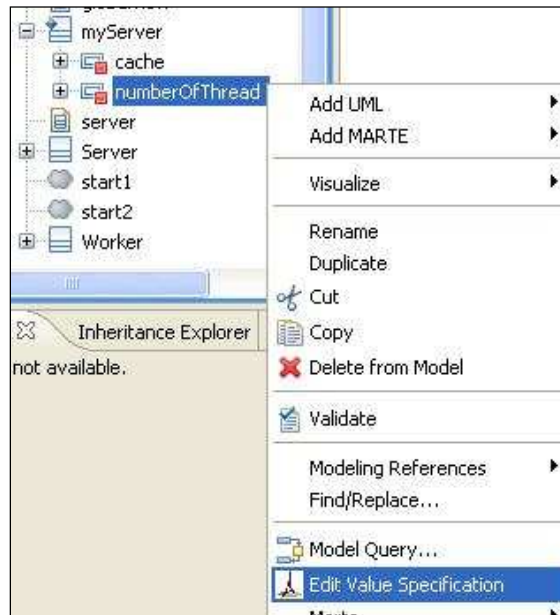 myServer
cache
numberOfThread
server
Server
start1
start2
Worker
Inheritance Explorer
not available.
Add UML
Add MARTE
Visualize
Rename
Duplicate
Cut
Copy
Delete from Model
Validate
Modeling References
Find/Replace...
Model Query...
Edit Value Specification